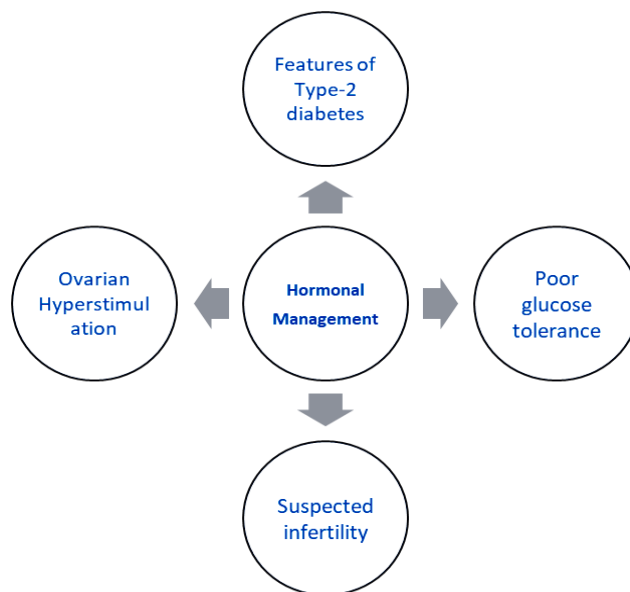 Features of
Type-2
diabetes
Ovarian
Hyperstimul
ation
Hormonal
Management
Poor
glucose
tolerance
Suspected
infertility